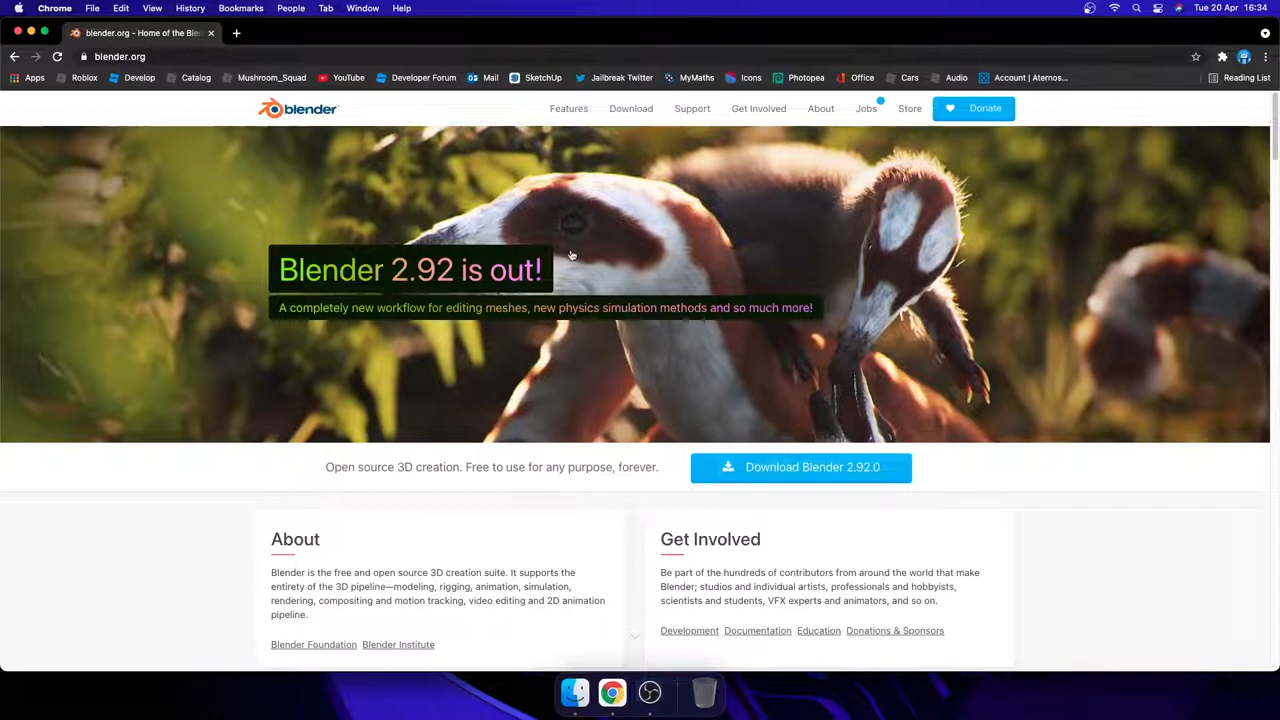 Chrome File Edit View History Bookmarks People Tab Window Help Tue 20 Apr 16:34
blender.org - Home of the Blen
blender.org
Apps Roblox Develop Catalog Mushroom_Squad YouTube Developer Forum Mail SketchUp Jailbreak Twitter MyMaths Icons Photopea Office Cars Audio Account | Aternos... Reading List
blender Features Download Support Get Involved About Jobs Store Donate
Blender 2.92 is out!
A completely new workflow for editing meshes, new physics simulation methods and so much more!
Open source 3D creation. Free to use for any purpose, forever. Download Blender 2.92.0
About
Blender is the free and open source 3D creation suite. It supports the
entirety of the 3D pipeline—modeling, rigging, animation, simulation,
rendering, compositing and motion tracking, video editing and 2D animation
pipeline.
Blender Foundation Blender Institute
Get Involved
Be part of the hundreds of contributors from around the world that make
Blender; studios and individual artists, professionals and hobbyists,
scientists and students, VFX experts and animators, and so on.
Development Documentation Education Donations & Sponsors